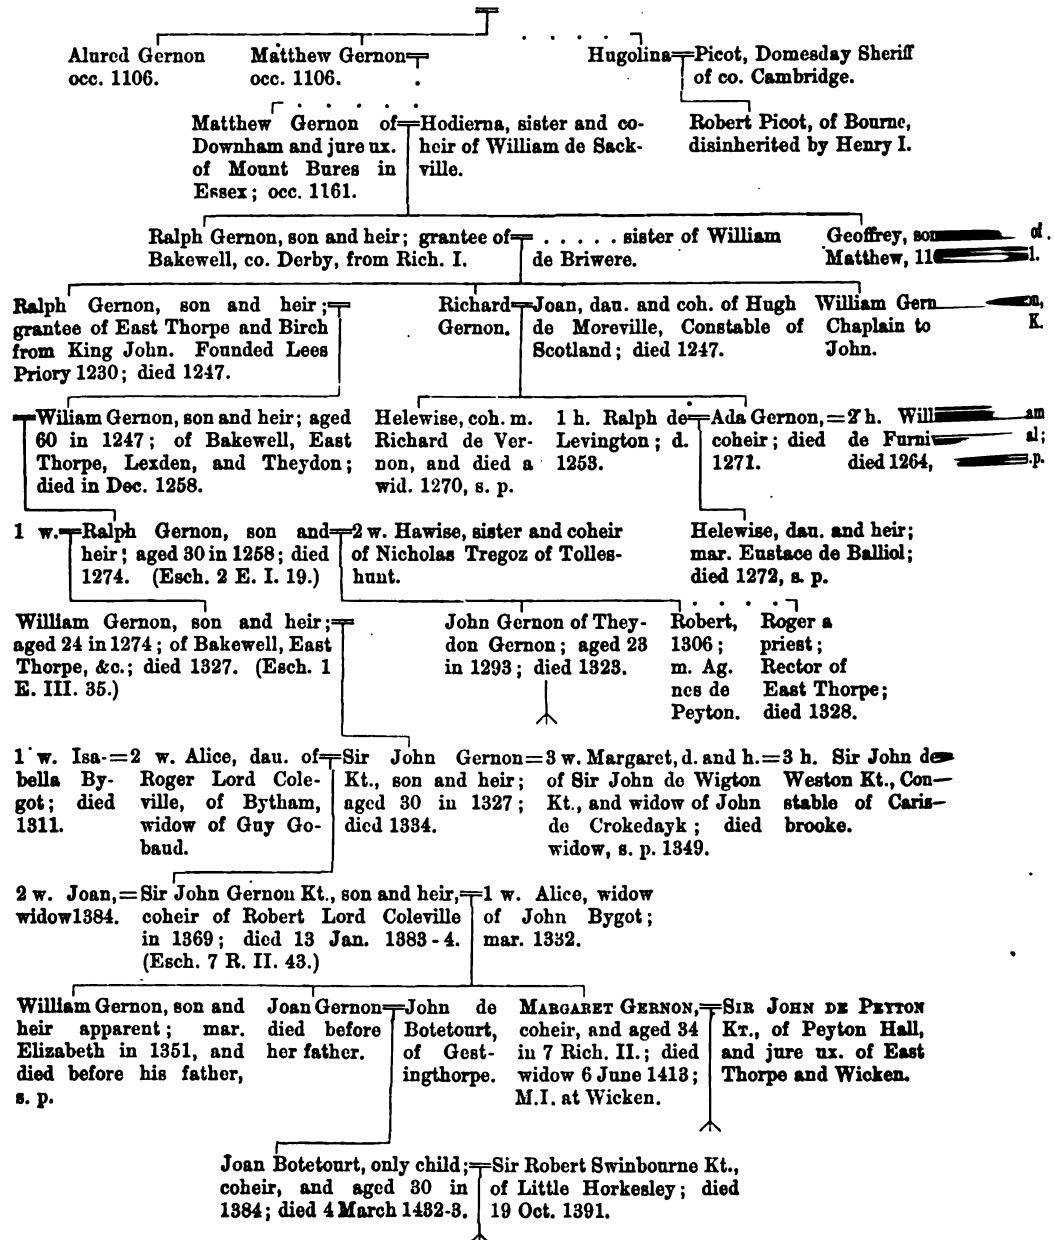 Alured Gernon
occ. 1106.
Matthew Gernon
occ. 1106.
Hugolina Picot, Domesday Sheriff
of co. Cambridge.
Matthew Gernon of
Downham and jure ux.
of Mount Bures in
Essex; occ. 1161.
Hodierna, sister and co-
heir of William de Sack-
ville.
Robert Picot, of Bourne,
disinherited by Henry I.
Ralph Gernon, son and heir; grantee of
Bakewell, co. Derby, from Rich. I.
. . . . . sister of William
de Briwere.
Geoffrey, son of
Matthew, 11
Ralph Gernon, son and heir;
grantee of East Thorpe and Birch
from King John. Founded Lees
Priory 1230; died 1247.
Richard
Gernon.
Joan, dau. and coh. of Hugh
de Moreville, Constable of
Scotland; died 1247.
William Gern n,
Chaplain to K.
John.
Wiliam Gernon, son and heir; aged
60 in 1247; of Bakewell, East
Thorpe, Lexden, and Theydon;
died in Dec. 1258.
Helewise, coh. m.
Richard de Ver-
non, and died a
wid. 1270, s. p.
1 h. Ralph de
Levington; d.
1253.
Ada Gernon,=
coheir; died
1271.
2 h. Will am
de Furni al;
died 1264, s.p.
1 w.
Ralph Gernon, son and
heir; aged 30 in 1258; died
1274. (Esch. 2 E. I. 19.)
2 w. Hawise, sister and coheir
of Nicholas Tregoz of Tolles-
hunt.
Helewise, dau. and heir;
mar. Eustace de Balliol;
died 1272, s. p.
William Gernon, son and heir;
aged 24 in 1274; of Bakewell, East
Thorpe, &c.; died 1327. (Esch. 1
E. III. 35.)
John Gernon of They-
don Gernon; aged 23
in 1293; died 1323.
Robert,
1306;
m. Ag.
nes de
Peyton.
Roger a
priest;
Rector of
East Thorpe;
died 1328.
1 w. Isa-=
bella By-
got; died
1311.
2 w. Alice, dau. of
Roger Lord Cole-
ville, of Bytham,
widow of Guy Go-
baud.
Sir John Gernon=
Kt., son and heir;
aged 30 in 1327;
died 1334.
3 w. Margaret, d. and h.=
of Sir John de Wigton
Kt., and widow of John
de Crokedayk; died
widow, s. p. 1349.
3 h. Sir John de
Weston Kt., Con-
stable of Caris-
brooke.
2 w. Joan,=
widow 1384.
Sir John Gernon Kt., son and heir,
coheir of Robert Lord Coleville
in 1369; died 13 Jan. 1383-4.
(Esch. 7 R. II. 43.)
1 w. Alice, widow
of John Bygot;
mar. 1332.
William Gernon, son and
heir apparent; mar.
Elizabeth in 1351, and
died before his father,
s. p.
Joan Gernon
died before
her father.
John de
Botetourt,
of Gest-
ingthorpe.
MARGARET GERNON,
coheir, and aged 34
in 7 Rich. II.; died
widow 6 June 1413;
M.I. at Wicken.
SIR JOHN DE PEYTON
KT., of Peyton Hall,
and jure ux. of East
Thorpe and Wicken.
Joan Botetourt, only child;
coheir, and aged 30 in
1384; died 4 March 1432-3.
Sir Robert Swinbourne Kt.,
of Little Horkesley; died
19 Oct. 1391.